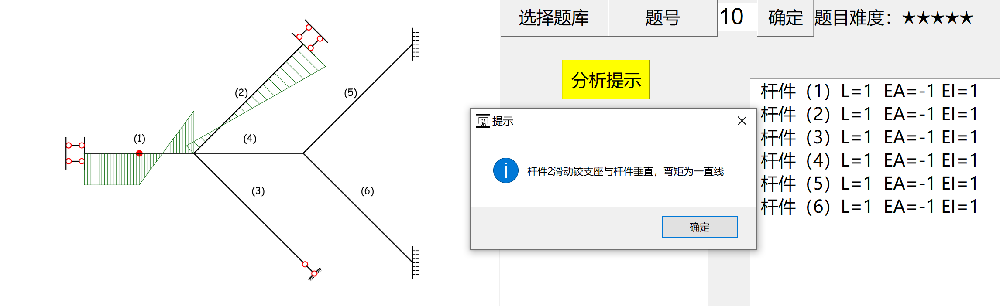 选择题库 题号 10 确定 题目难度：★★★★★
分析提示
杆件（1）L=1 EA=-1 EI=1
杆件（2）L=1 EA=-1 EI=1
杆件（3）L=1 EA=-1 EI=1
杆件（4）L=1 EA=-1 EI=1
杆件（5）L=1 EA=-1 EI=1
杆件（6）L=1 EA=-1 EI=1
SA 提示
杆件2滑动铰支座与杆件垂直，弯矩为一直线
确定
(2)
(5)
(1)
(4)
(3)
(6)